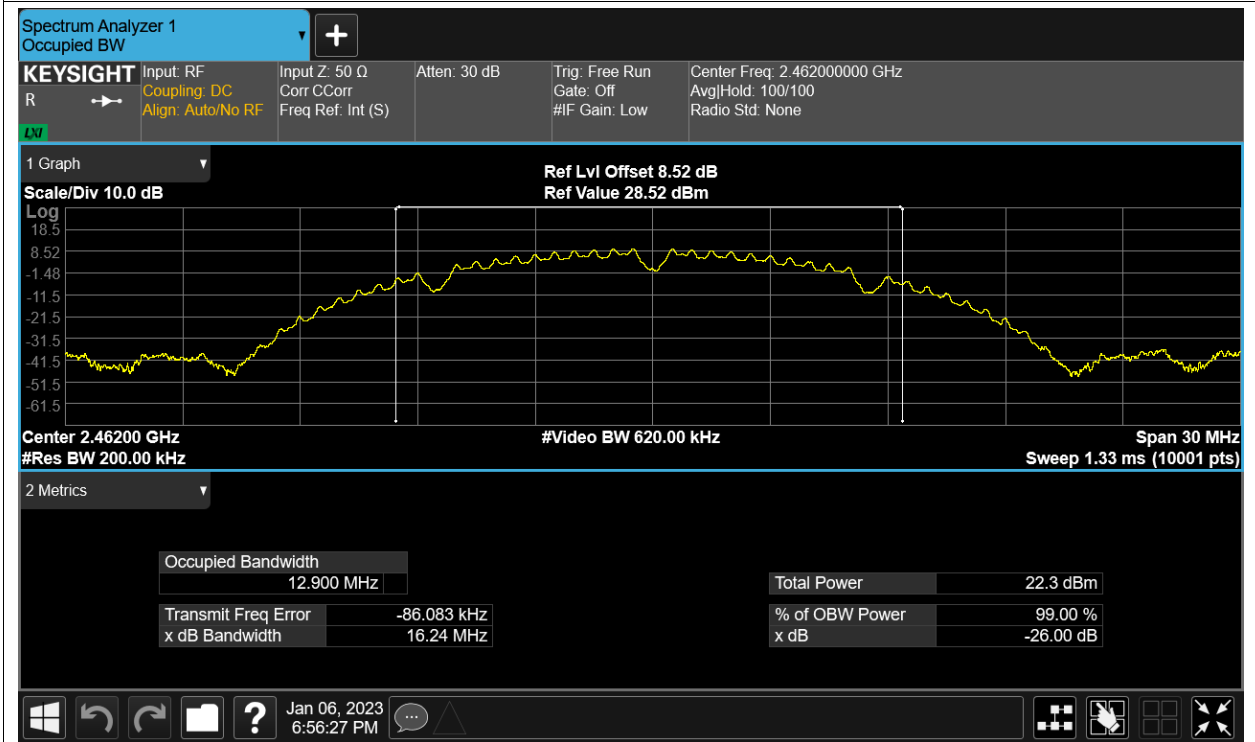 Spectrum Analyzer 1
Occupied BW
KEYSIGHT
R
LXI
Input: RF
Coupling: DC
Align: Auto/No RF
Input Z: 50 Ω
Corr CCorr
Freq Ref: Int (S)
Atten: 30 dB
Trig: Free Run
Gate: Off
#IF Gain: Low
Center Freq: 2.462000000 GHz
Avg|Hold: 100/100
Radio Std: None
1 Graph
Scale/Div 10.0 dB
Ref Lvl Offset 8.52 dB
Ref Value 28.52 dBm
Log
18.5
8.52
-1.48
-11.5
-21.5
-31.5
-41.5
-51.5
-61.5
Center 2.46200 GHz
#Res BW 200.00 kHz
#Video BW 620.00 kHz
Span 30 MHz
Sweep 1.33 ms (10001 pts)
2 Metrics
Occupied Bandwidth
12.900 MHz
Transmit Freq Error -86.083 kHz
x dB Bandwidth 16.24 MHz
Total Power 22.3 dBm
% of OBW Power 99.00 %
x dB -26.00 dB
?
Jan 06, 2023
6:56:27 PM